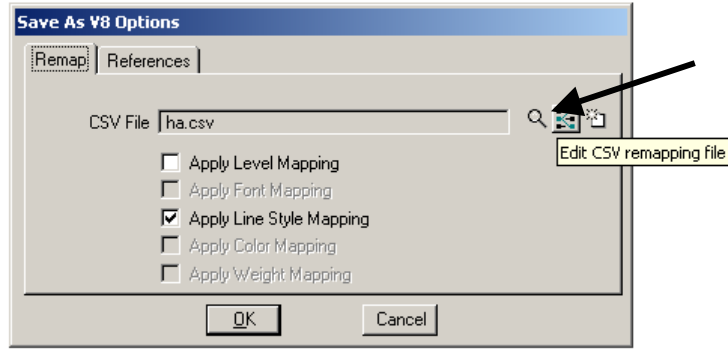 Save As V8 Options
Remap References
CSV File ha.csv
Edit CSV remapping file
Apply Level Mapping
Apply Font Mapping
Apply Line Style Mapping
Apply Color Mapping
Apply Weight Mapping
OK Cancel